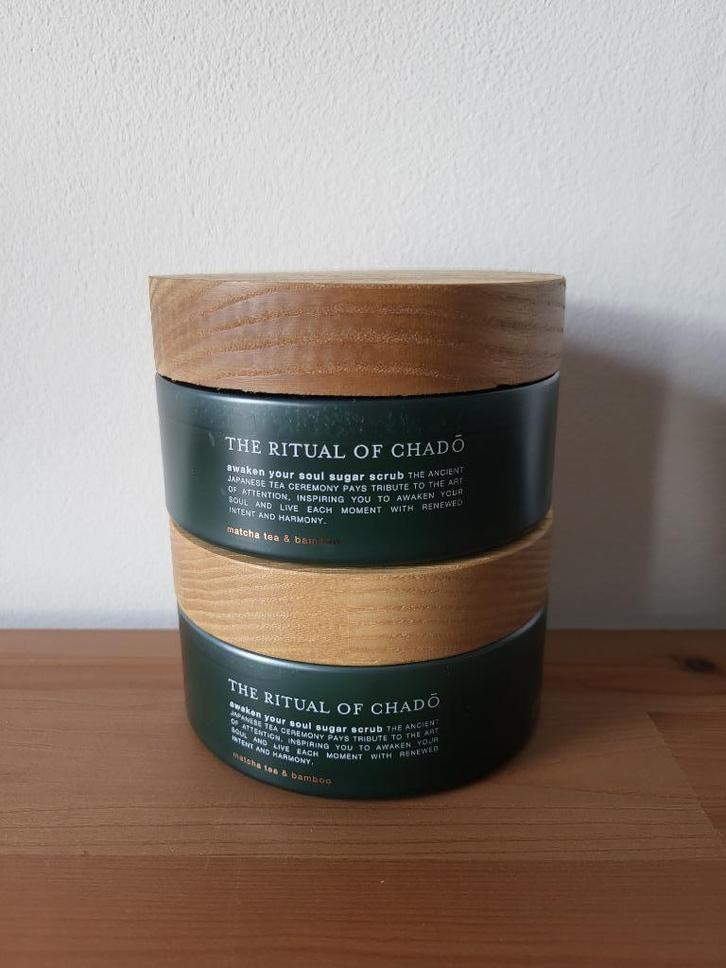 THE RITUAL OF CHADŌ
awaken your soul sugar scrub THE ANCIENT
JAPANESE TEA CEREMONY PAYS TRIBUTE TO THE ART
OF ATTENTION, INSPIRING YOU TO AWAKEN YOUR
SOUL AND LIVE EACH MOMENT WITH RENEWED
INTENT AND HARMONY.
matcha tea & bamboo
THE RITUAL OF CHADŌ
awaken your soul sugar scrub THE ANCIENT
JAPANESE TEA CEREMONY PAYS TRIBUTE TO THE ART
OF ATTENTION, INSPIRING YOU TO AWAKEN YOUR
SOUL AND LIVE EACH MOMENT WITH RENEWED
INTENT AND HARMONY.
matcha tea & bamboo